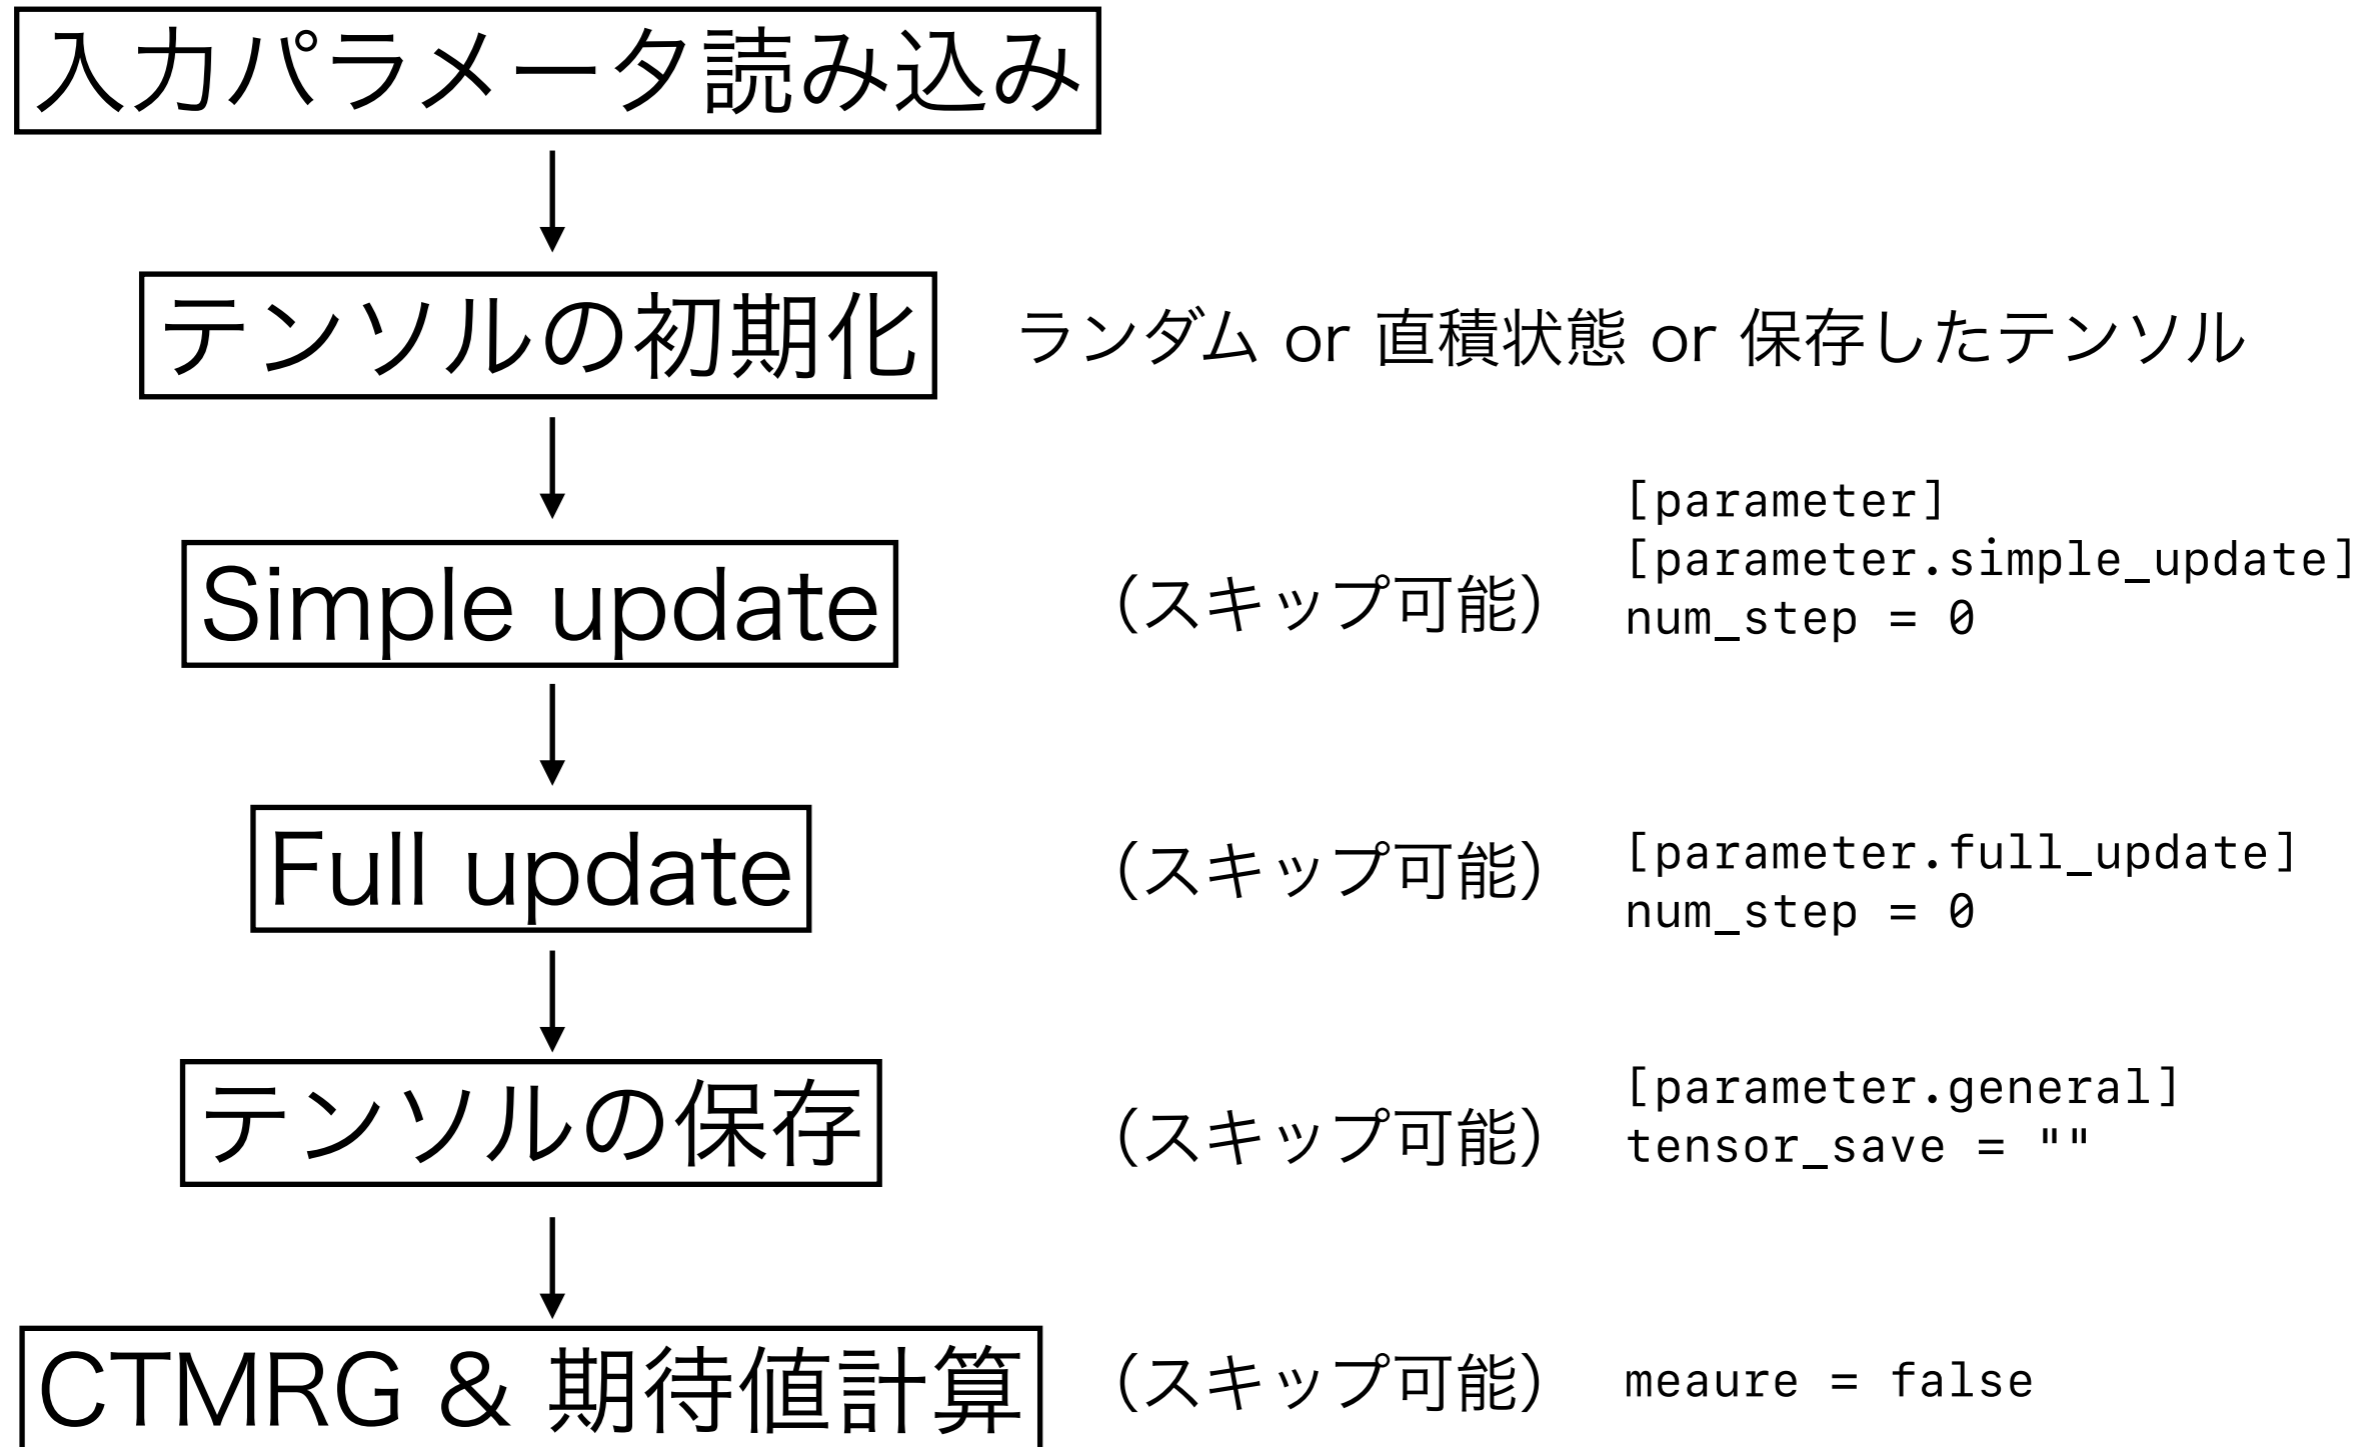 入力パラメータ読み込み
テンソルの初期化
ランダム or 直積状態 or 保存したテンソル
Simple update
(スキップ可能)
[parameter]
[parameter.simple_update]
num_step = 0
Full update
(スキップ可能)
[parameter.full_update]
num_step = 0
テンソルの保存
(スキップ可能)
[parameter.general]
tensor_save = ""
CTMRG & 期待値計算
(スキップ可能)
meaure = false